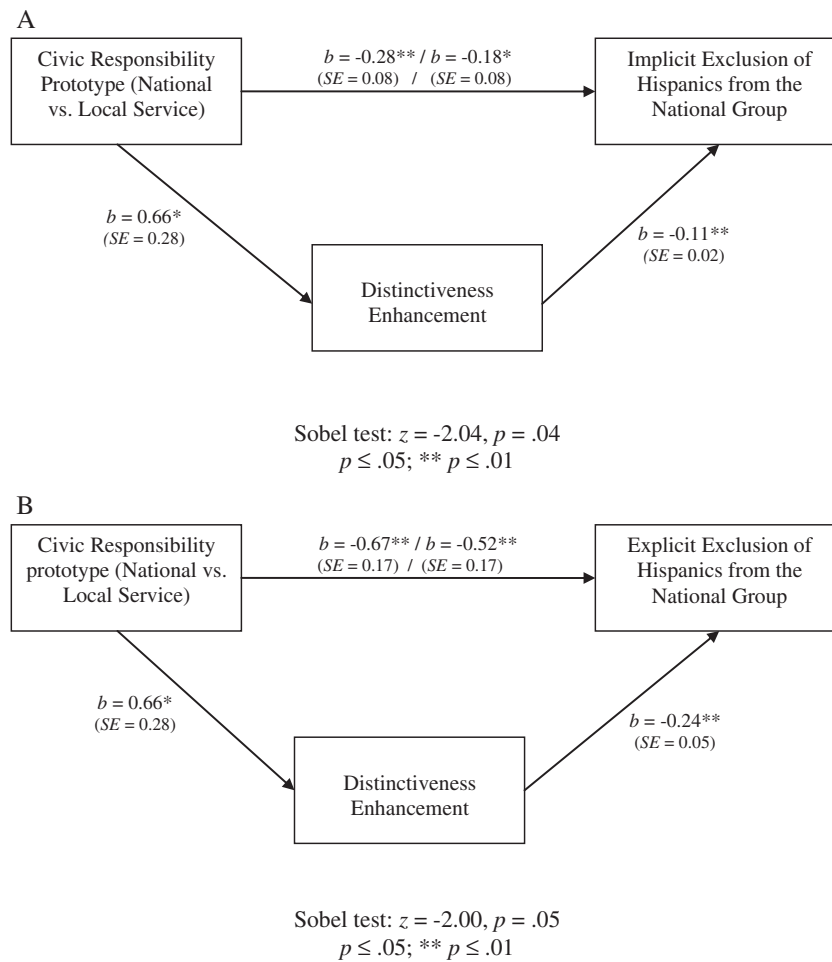 A
Civic Responsibility
Prototype (National
vs. Local Service)
b = -0.28** / b = -0.18*
(SE = 0.08) / (SE = 0.08)
Implicit Exclusion of
Hispanics from the
National Group
b = 0.66*
(SE = 0.28)
b = -0.11**
(SE = 0.02)
Distinctiveness
Enhancement
Sobel test: z = -2.04, p = .04
p ≤ .05; ** p ≤ .01
B
Civic Responsibility
prototype (National vs.
Local Service)
b = -0.67** / b = -0.52**
(SE = 0.17) / (SE = 0.17)
Explicit Exclusion of
Hispanics from the
National Group
b = 0.66*
(SE = 0.28)
b = -0.24**
(SE = 0.05)
Distinctiveness
Enhancement
Sobel test: z = -2.00, p = .05
p ≤ .05; ** p ≤ .01